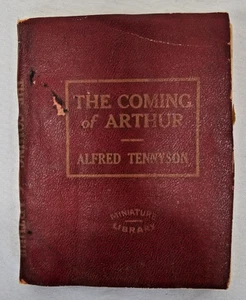 THE COMING
of ARTHUR
ALFRED TENNYSON
MINIATURE
LIBRARY